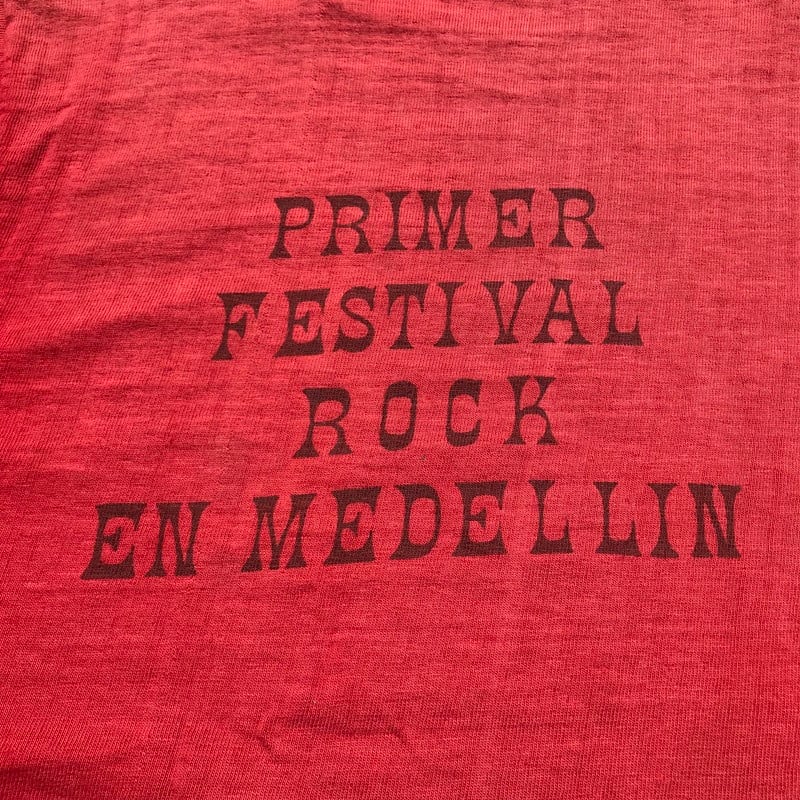 PRIMER
FESTIVAL
ROCK
EN MEDELLIN